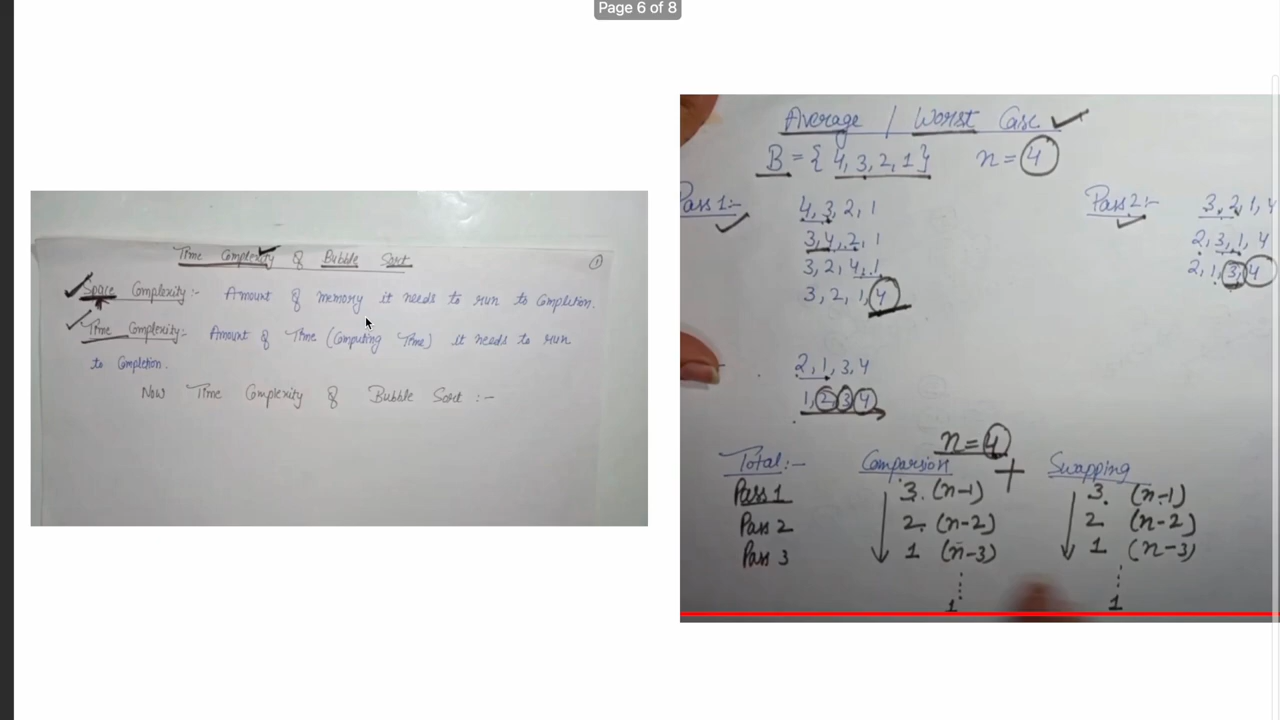 Page 6 of 8
Time Complexity of Bubble Sort
1
Space Complexity:- Amount of memory it needs to run to Completion.
Time Complexity:- Amount of Time (Computing Time) it needs to run
to Completion.
Now Time Complexity of Bubble Sort :-
Average / Worst Case
B = { 4, 3, 2, 1 } n = 4
Pass 1:-
4, 3, 2, 1
3, 4, 2, 1
3, 2, 4, 1
3, 2, 1, 4
Pass 2:-
3, 2, 1, 4
2, 3, 1, 4
2, 1, 3, 4
2, 1, 3, 4
1, 2, 3, 4
n = 4
Total:- Comparsion + Swapping
Pass 1 3. (n-1) 3. (n-1)
Pass 2 2. (n-2) 2 (n-2)
Pass 3 1 (n-3) 1 (n-3)
1 1